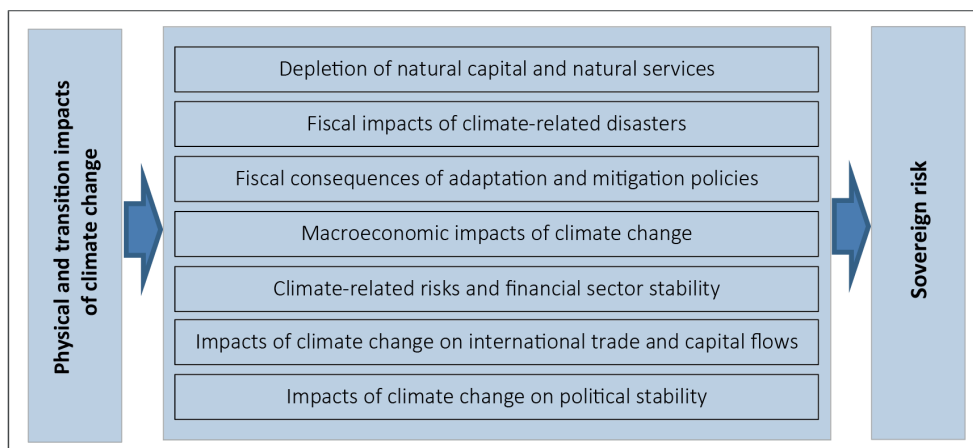 Physical and transition impacts
of climate change
Depletion of natural capital and natural services
Fiscal impacts of climate-related disasters
Fiscal consequences of adaptation and mitigation policies
Macroeconomic impacts of climate change
Climate-related risks and financial sector stability
Impacts of climate change on international trade and capital flows
Impacts of climate change on political stability
Sovereign risk